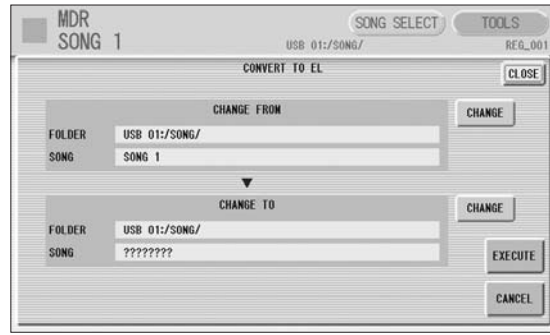 MDR SONG SELECT TOOLS
SONG 1 USB 01:/SONG/ REG_001
CONVERT TO EL CLOSE
CHANGE FROM CHANGE
FOLDER USB 01:/SONG/
SONG SONG 1
▼
CHANGE TO CHANGE
FOLDER USB 01:/SONG/
SONG ????????
EXECUTE
CANCEL